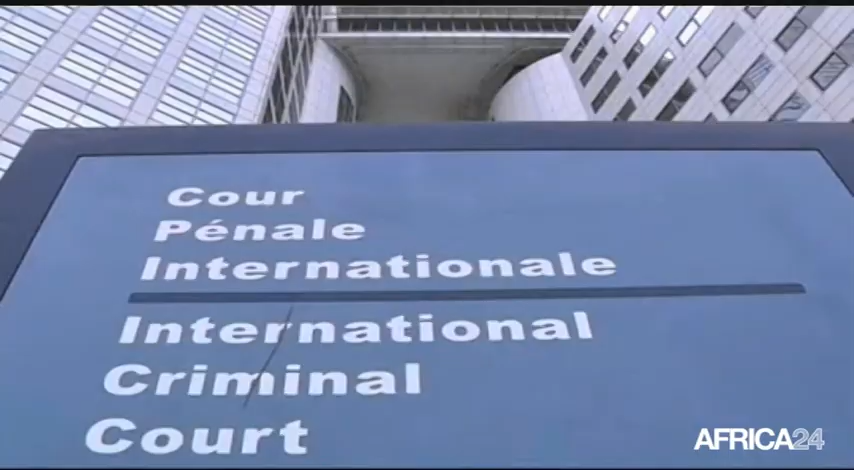 Cour
Pénale
Internationale
International
Criminal
Court
AFRICA24